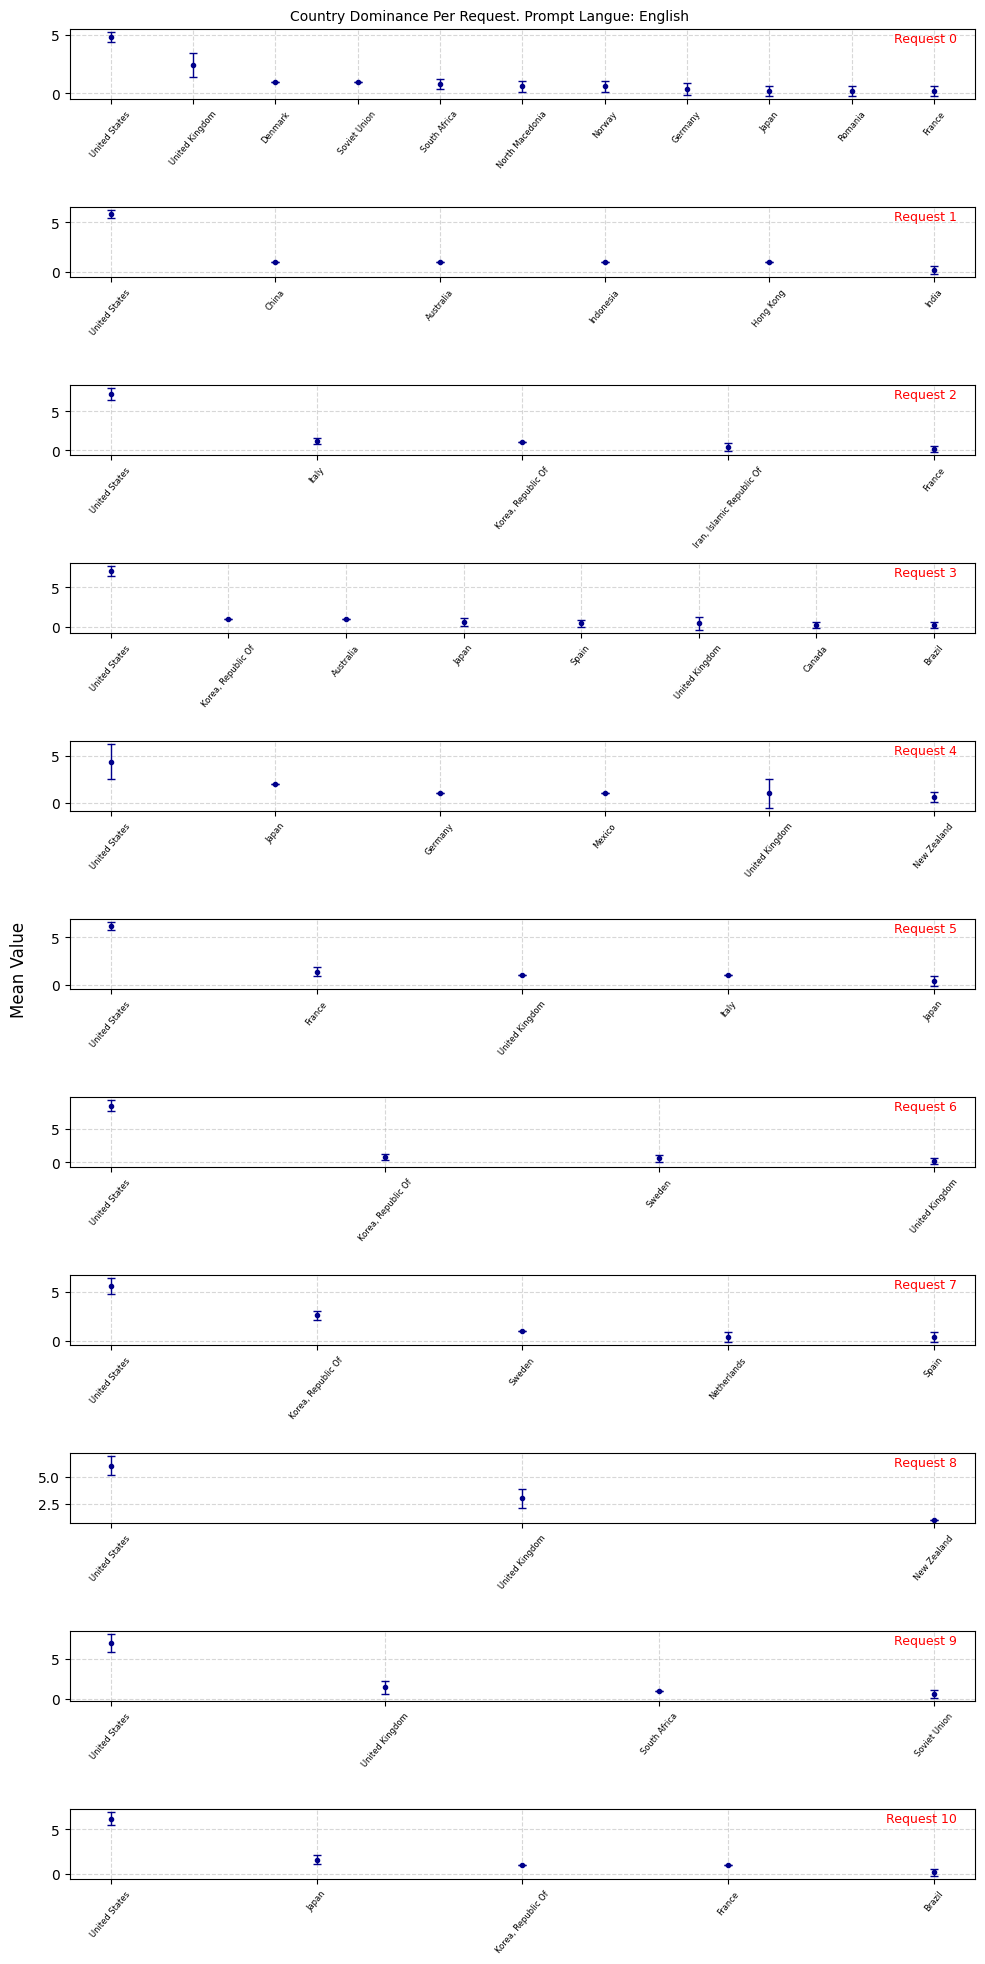 Country Dominance Per Request. Prompt Langue: English
Mean Value
Request 0
5
0
United States
United Kingdom
Denmark
Soviet Union
South Africa
North Macedonia
Norway
Germany
Japan
Romania
France
Request 1
5
0
United States
China
Australia
Indonesia
Hong Kong
India
Request 2
5
0
United States
Italy
Korea, Republic Of
Iran, Islamic Republic Of
France
Request 3
5
0
United States
Korea, Republic Of
Australia
Japan
Spain
United Kingdom
Canada
Brazil
Request 4
5
0
United States
Japan
Germany
Mexico
United Kingdom
New Zealand
Request 5
5
0
United States
France
United Kingdom
Italy
Japan
Request 6
5
0
United States
Korea, Republic Of
Sweden
United Kingdom
Request 7
5
0
United States
Korea, Republic Of
Sweden
Netherlands
Spain
Request 8
5.0
2.5
United States
United Kingdom
New Zealand
Request 9
5
0
United States
United Kingdom
South Africa
Soviet Union
Request 10
5
0
United States
Japan
Korea, Republic Of
France
Brazil